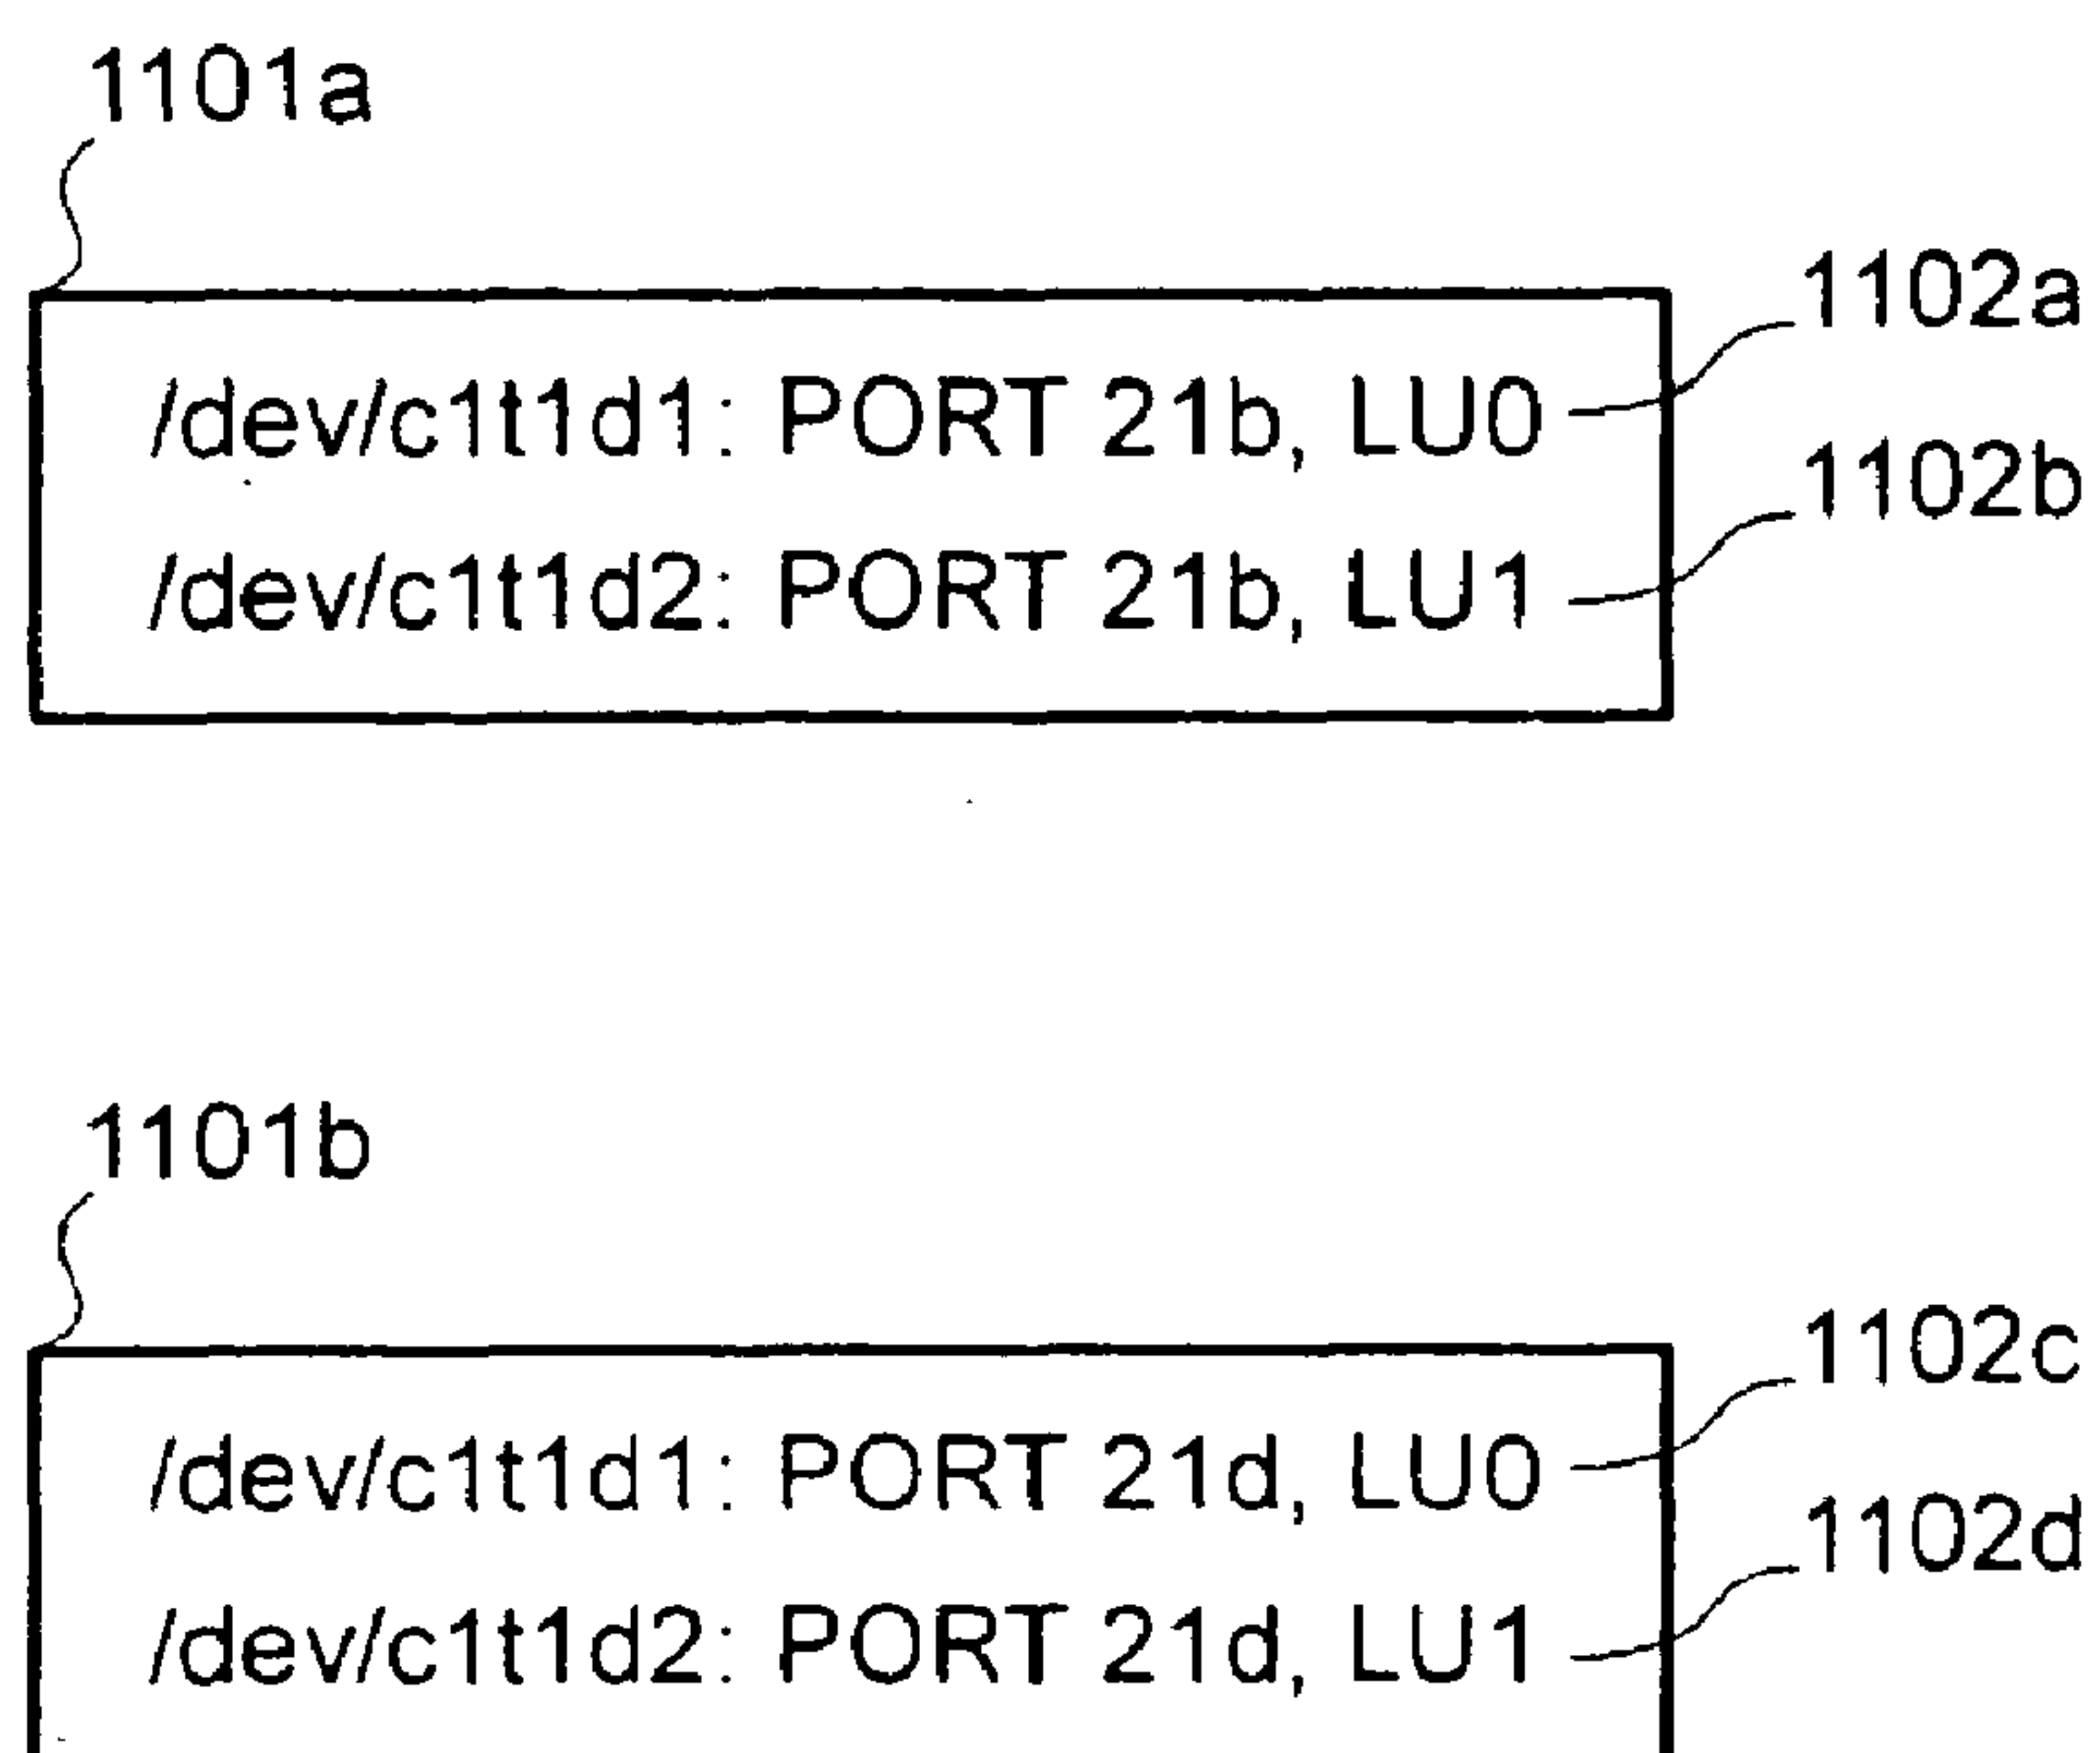 1101a
1102a
/dev/c1t1d1: PORT 21b, LU0
1102b
/dev/c1t1d2: PORT 21b, LU1
1101b
1102c
/dev/c1t1d1: PORT 21d, LU0
1102d
/dev/c1t1d2: PORT 21d, LU1